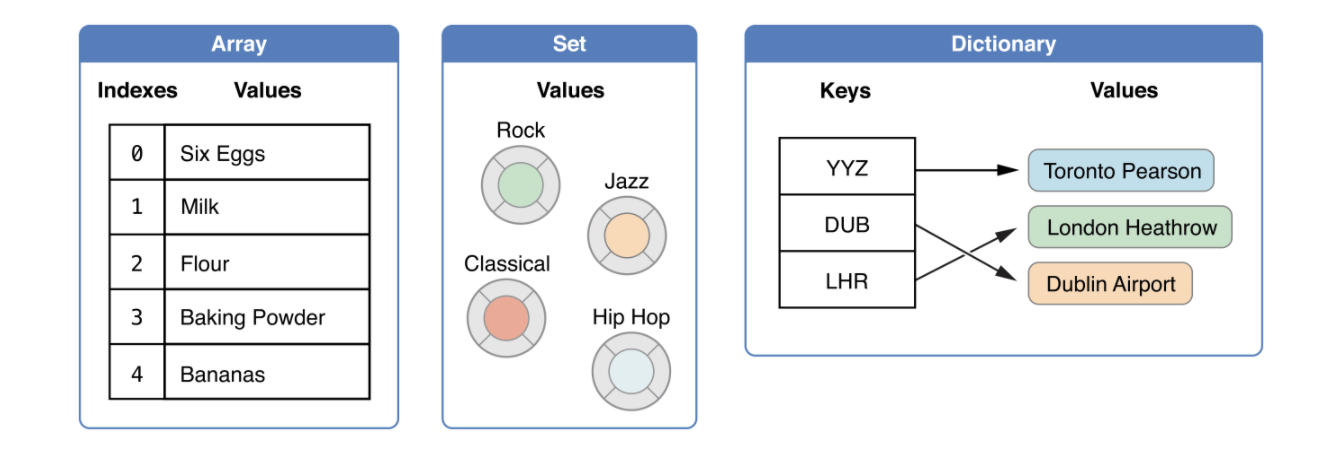 Array
Indexes Values
0 Six Eggs
1 Milk
2 Flour
3 Baking Powder
4 Bananas
Set
Values
Rock
Jazz
Classical
Hip Hop
Dictionary
Keys Values
YYZ Toronto Pearson
DUB London Heathrow
LHR Dublin Airport